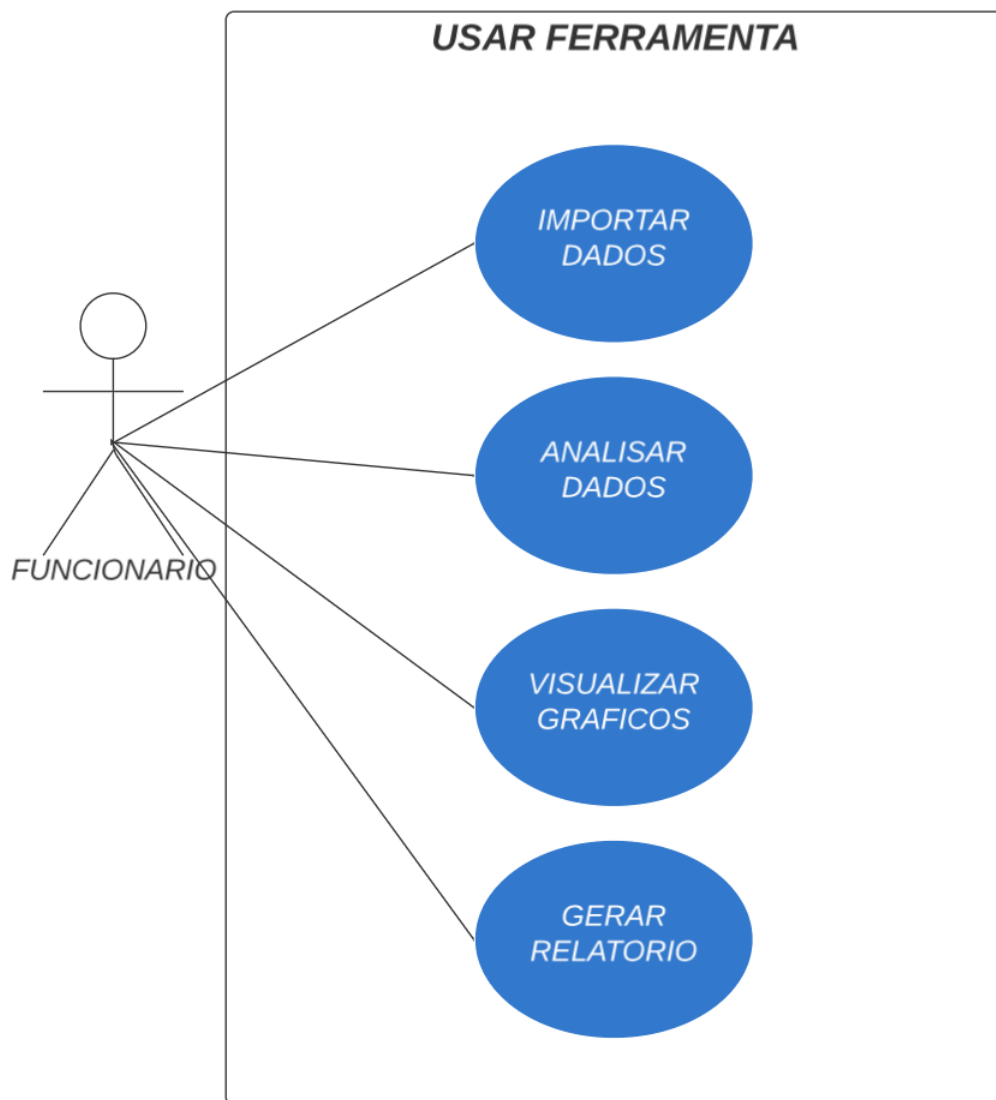 USAR FERRAMENTA
IMPORTAR
DADOS
ANALISAR
DADOS
FUNCIONARIO
VISUALIZAR
GRAFICOS
GERAR
RELATORIO